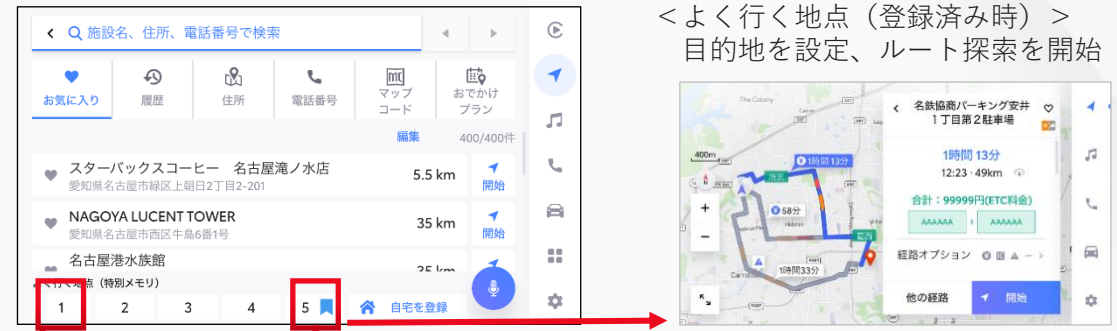 ＜よく行く地点（登録済み時）＞
目的地を設定、ルート探索を開始
施設名、住所、電話番号で検索
お気に入り
履歴
住所
電話番号
マップ
コード
おでかけ
プラン
編集
400/400件
スターバックスコーヒー　名古屋滝ノ水店
愛知県名古屋市緑区上朝日2丁目2-201
5.5 km
開始
NAGOYA LUCENT TOWER
愛知県名古屋市西区牛島6番1号
35 km
開始
名古屋港水族館
35 km
よく行く地点（特別メモリ）
1 2 3 4 5
自宅を登録
The Colony
400m
1時間 13分
所沢
58分
Hebron
葛西
1時間33分
名鉄協商パーキング安井
1丁目第２駐車場
1時間 13分
12:23・49km
合計：99999円(ETC料金)
AAAAAA
AAAAAA
経路オプション
他の経路
開始